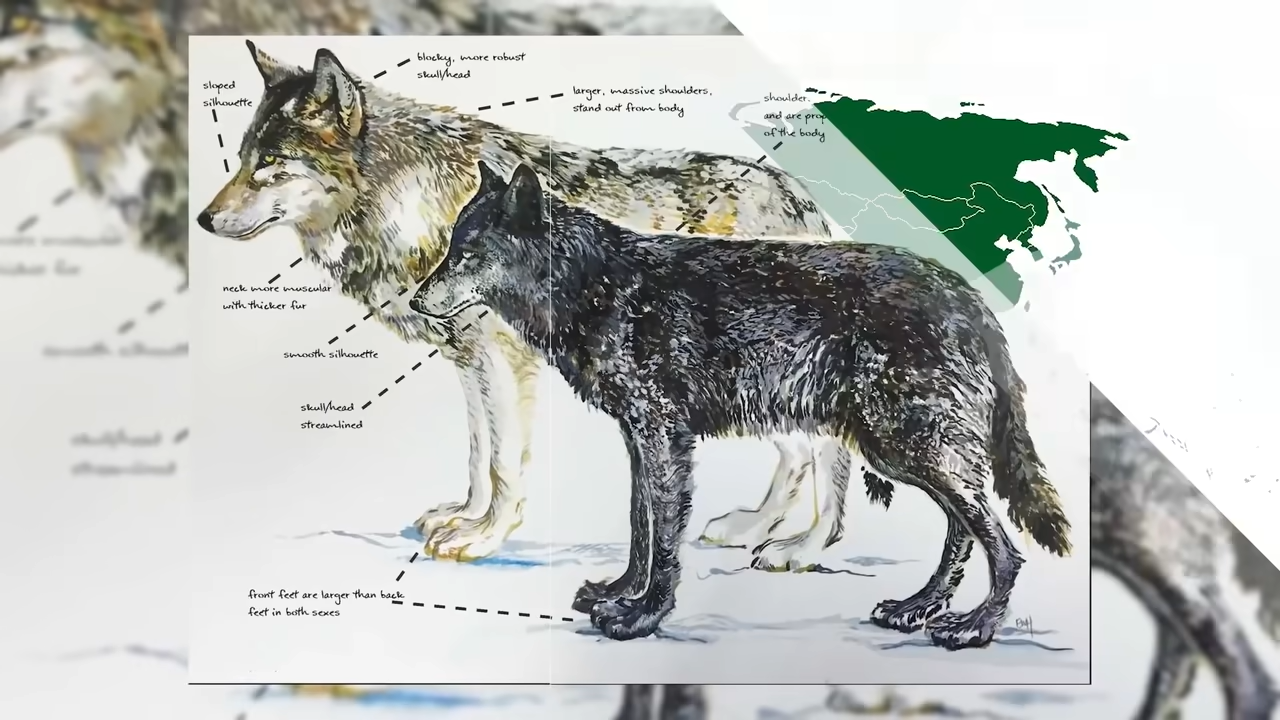 blocky, more robust
skull/head
sloped
silhouette
larger, massive shoulders,
stand out from body
shoulder.
and are prop
of the body
neck more muscular
with thicker fur
smooth silhouette
skull/head
streamlined
front feet are larger than back
feet in both sexes